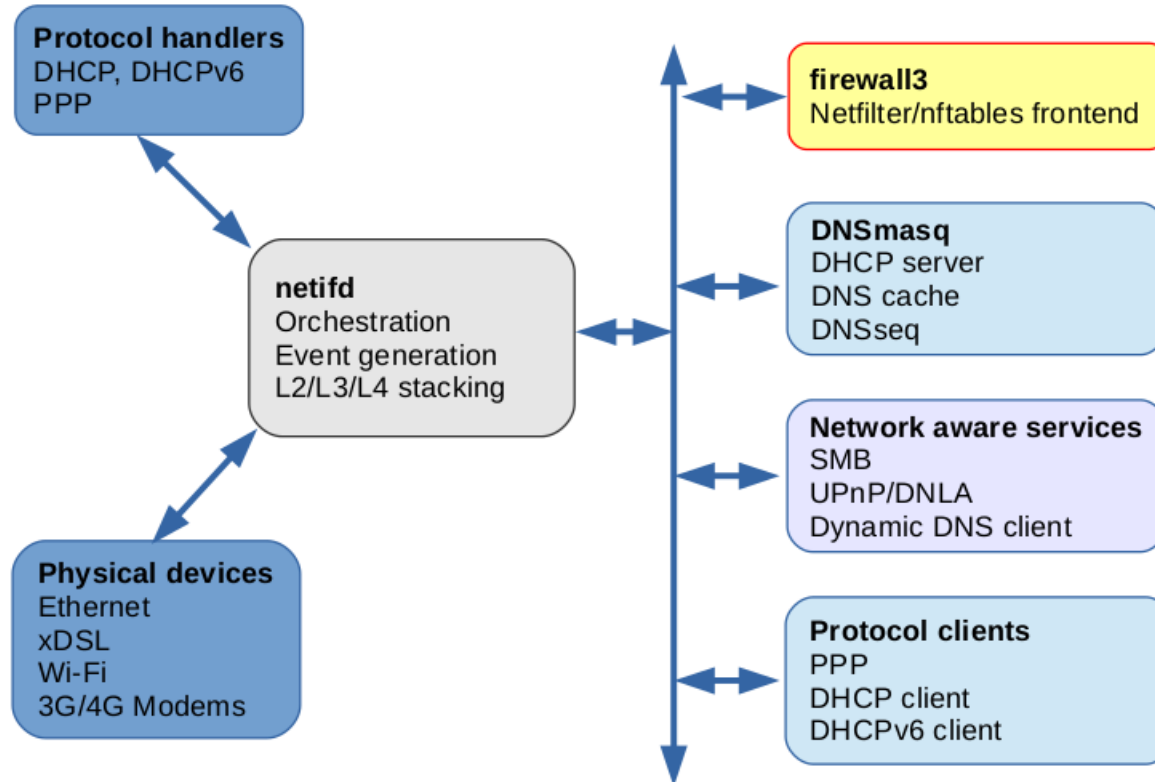 Protocol handlers
DHCP, DHCPv6
PPP
netifd
Orchestration
Event generation
L2/L3/L4 stacking
Physical devices
Ethernet
xDSL
Wi-Fi
3G/4G Modems
firewall3
Netfilter/nftables frontend
DNSmasq
DHCP server
DNS cache
DNSseq
Network aware services
SMB
UPnP/DNLA
Dynamic DNS client
Protocol clients
PPP
DHCP client
DHCPv6 client